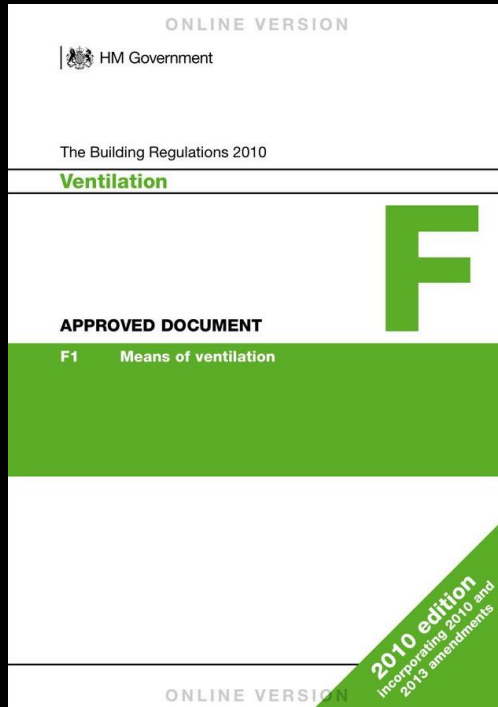 ONLINE VERSION
HM Government
The Building Regulations 2010
Ventilation
F
APPROVED DOCUMENT
F1 Means of ventilation
2010 edition
incorporating 2010 and
2013 amendments
ONLINE VERSION